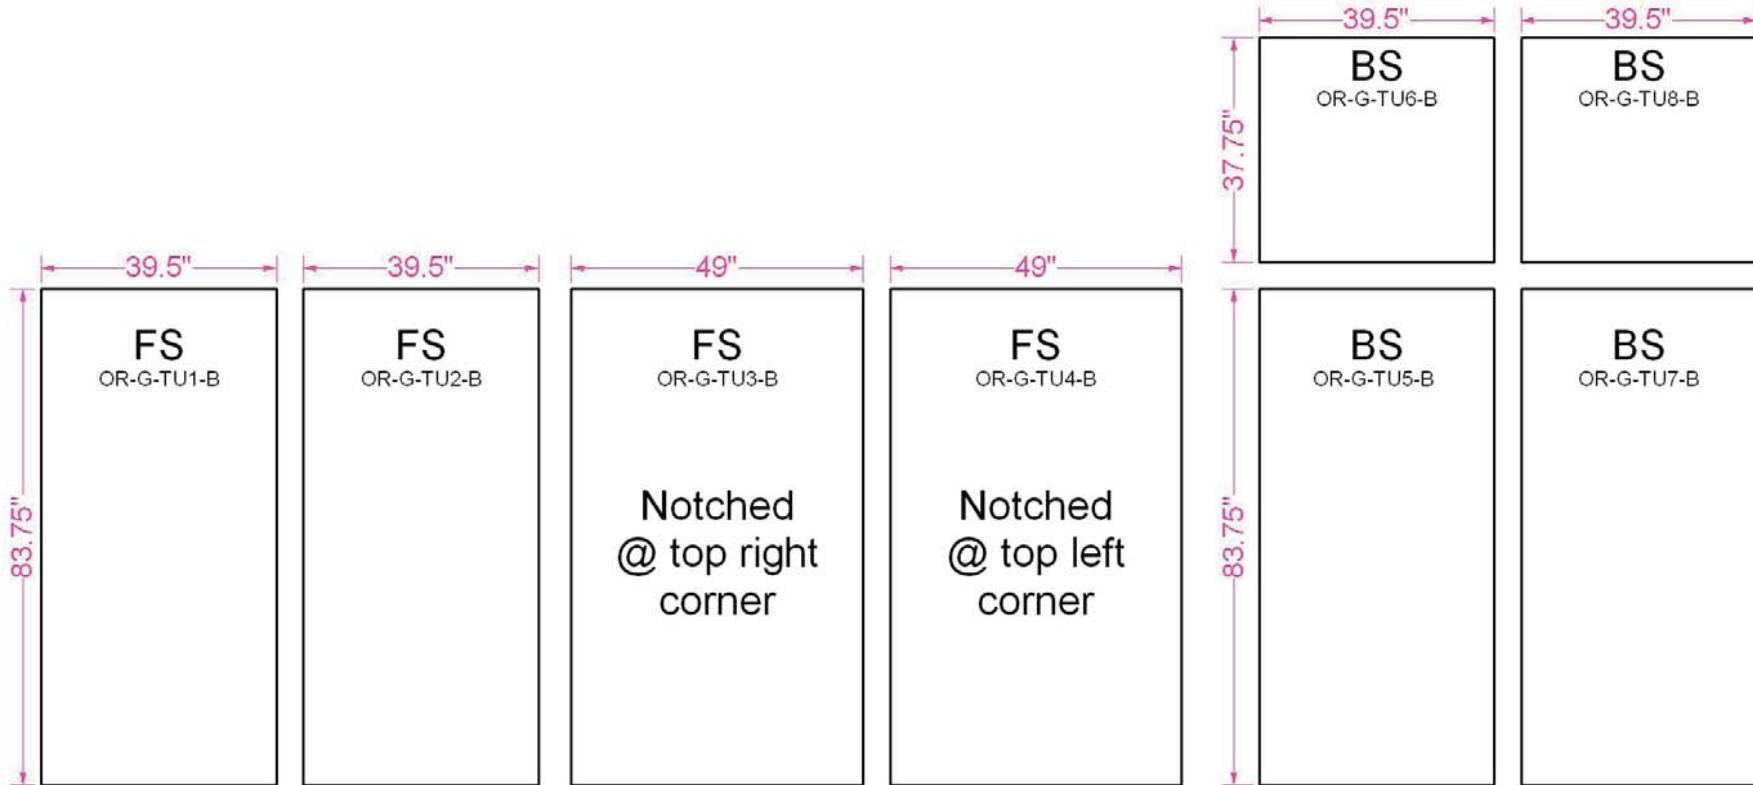 39.5"
39.5"
37.75"
BS
OR-G-TU6-B
BS
OR-G-TU8-B
39.5"
39.5"
49"
49"
83.75"
FS
OR-G-TU1-B
FS
OR-G-TU2-B
FS
OR-G-TU3-B
Notched
@ top right
corner
FS
OR-G-TU4-B
Notched
@ top left
corner
83.75"
BS
OR-G-TU5-B
BS
OR-G-TU7-B